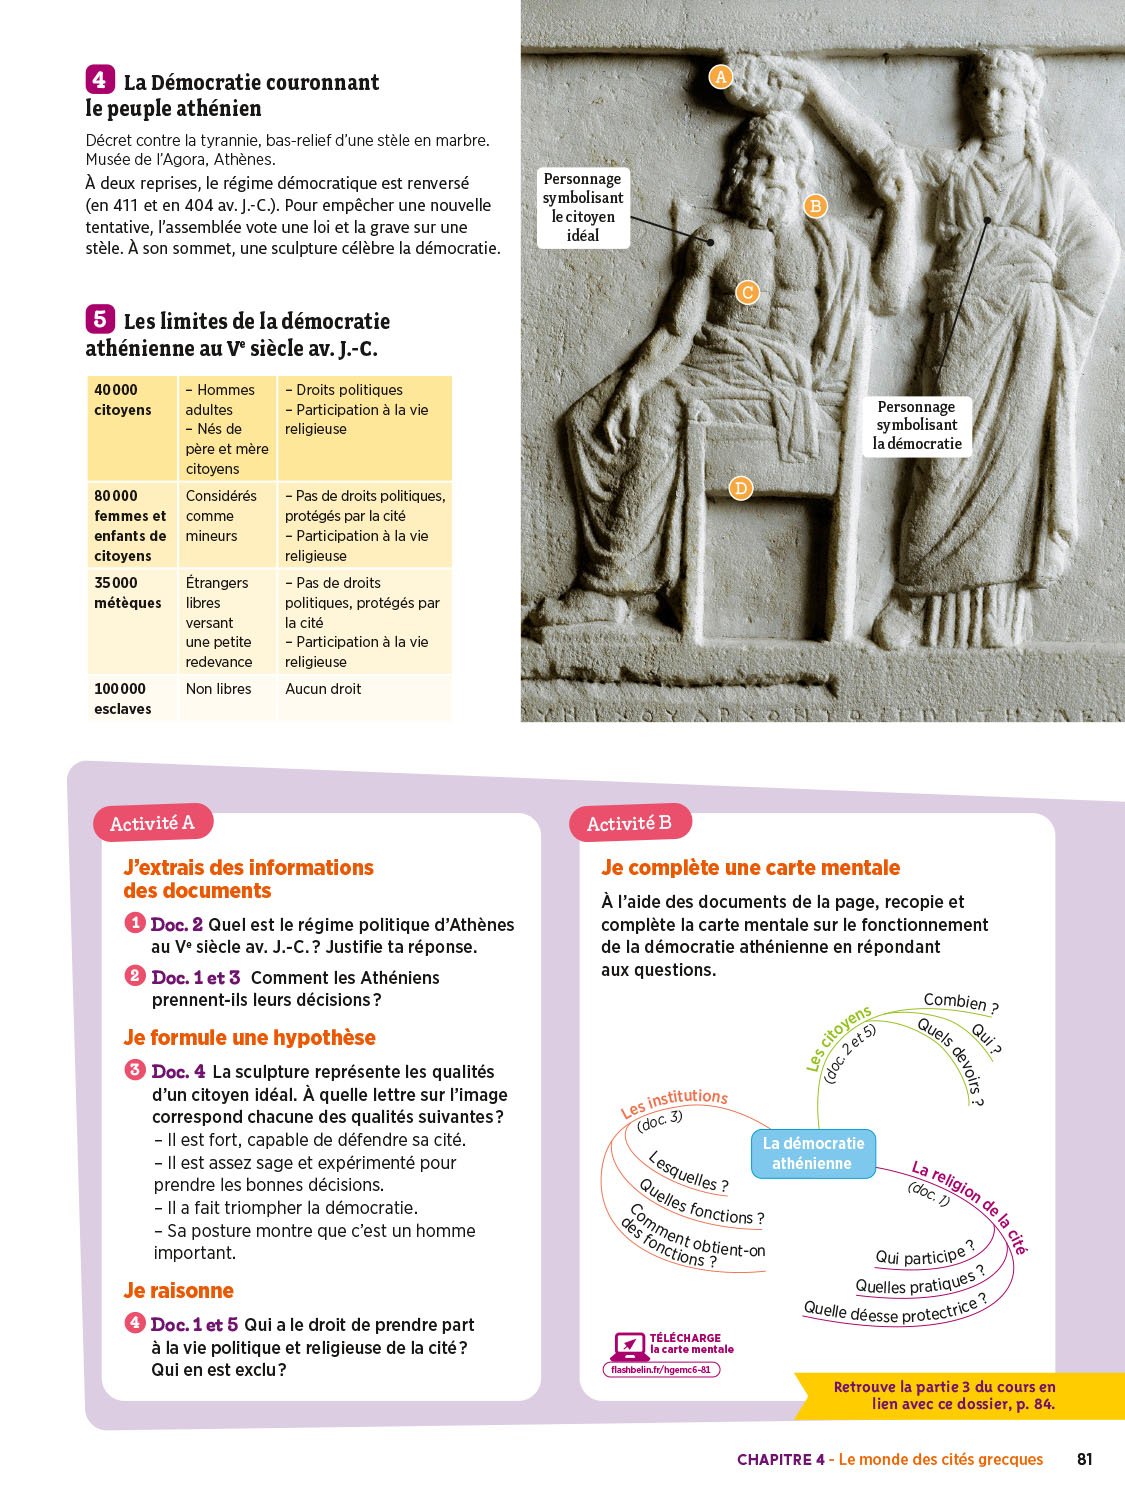 4 La Démocratie couronnant
le peuple athénien
Décret contre la tyrannie, bas-relief d’une stèle en marbre.
Musée de l’Agora, Athènes.
À deux reprises, le régime démocratique est renversé
(en 411 et en 404 av. J.-C.). Pour empêcher une nouvelle
tentative, l’assemblée vote une loi et la grave sur une
stèle. À son sommet, une sculpture célèbre la démocratie.
A
B
C
D
Personnage
symbolisant
le citoyen
idéal
Personnage
symbolisant
la démocratie
5 Les limites de la démocratie
athénienne au Ve siècle av. J.-C.
40 000
citoyens
– Hommes
adultes
– Nés de
père et mère
citoyens
– Droits politiques
– Participation à la vie
religieuse
80 000
femmes et
enfants de
citoyens
Considérés
comme
mineurs
– Pas de droits politiques,
protégés par la cité
– Participation à la vie
religieuse
35 000
métèques
Étrangers
libres
versant
une petite
redevance
– Pas de droits
politiques, protégés par
la cité
– Participation à la vie
religieuse
100 000
esclaves
Non libres
Aucun droit
Activité A
J’extrais des informations
des documents
1 Doc. 2 Quel est le régime politique d’Athènes
au Ve siècle av. J.-C. ? Justifie ta réponse.
2 Doc. 1 et 3 Comment les Athéniens
prennent-ils leurs décisions ?
Je formule une hypothèse
3 Doc. 4 La sculpture représente les qualités
d’un citoyen idéal. À quelle lettre sur l’image
correspond chacune des qualités suivantes ?
– Il est fort, capable de défendre sa cité.
– Il est assez sage et expérimenté pour
prendre les bonnes décisions.
– Il a fait triompher la démocratie.
– Sa posture montre que c’est un homme
important.
Je raisonne
4 Doc. 1 et 5 Qui a le droit de prendre part
à la vie politique et religieuse de la cité ?
Qui en est exclu ?
Activité B
Je complète une carte mentale
À l’aide des documents de la page, recopie et
complète la carte mentale sur le fonctionnement
de la démocratie athénienne en répondant
aux questions.
La démocratie
athénienne
Les citoyens
(doc. 2 et 5)
Combien ?
Qui ?
Quels devoirs ?
Les institutions
(doc. 3)
Lesquelles ?
Quelles fonctions ?
Comment obtient-on
des fonctions ?
La religion de la cité
(doc. 1)
Qui participe ?
Quelles pratiques ?
Quelle déesse protectrice ?
TÉLÉCHARGE
la carte mentale
flashbelin.fr/hgemc6-81
Retrouve la partie 3 du cours en
lien avec ce dossier, p. 84.
CHAPITRE 4 - Le monde des cités grecques 81